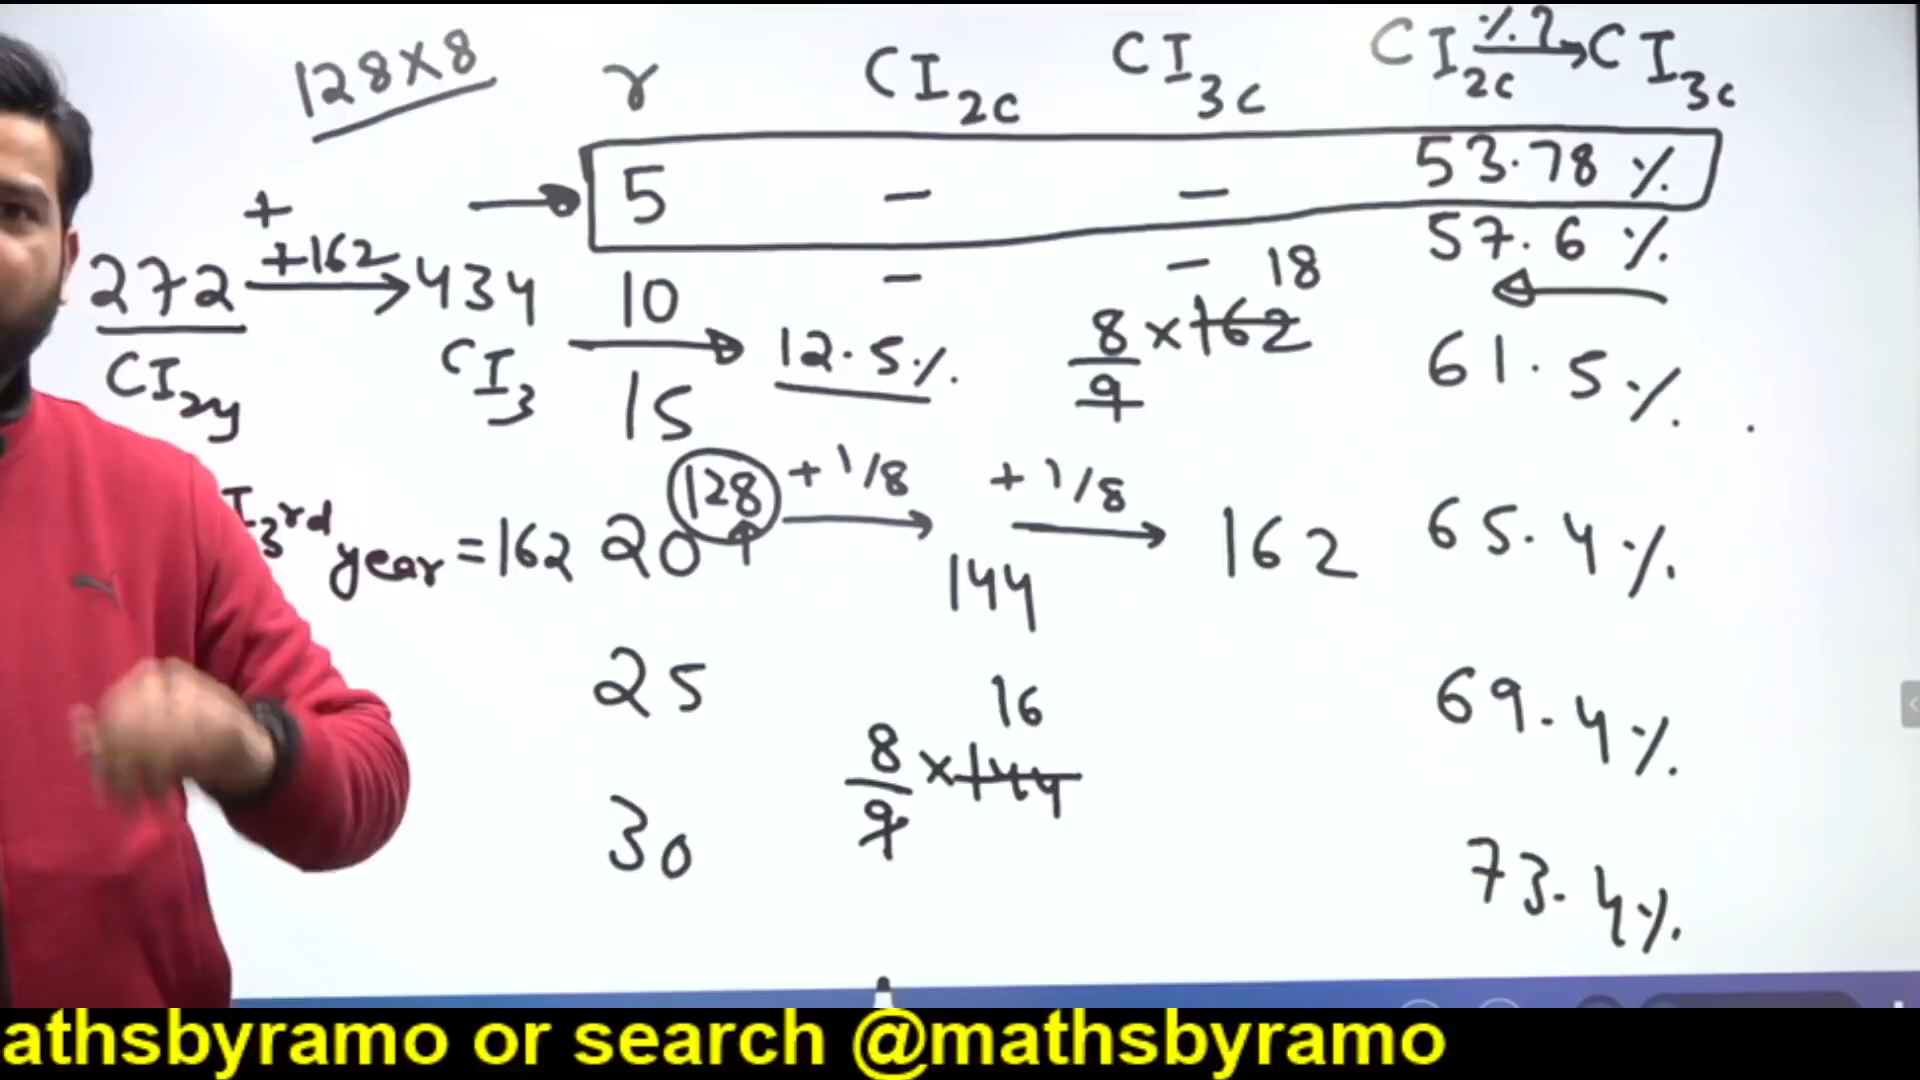 128×8 r CI2c CI3c CI2c %? → CI3c
→ 5 – – 53.78%
10 – – 57.6%
15 61.5%
20 65.4%
25 69.4%
30 73.4%
+
272 +162 → 434 → 12.5%
CI2y CI3
8/9 × 162 18
I3rd year = 162
128 +1/8 → 144 +1/8 → 162
8/9 × 144 16
athsbyramo or search @mathsbyramo